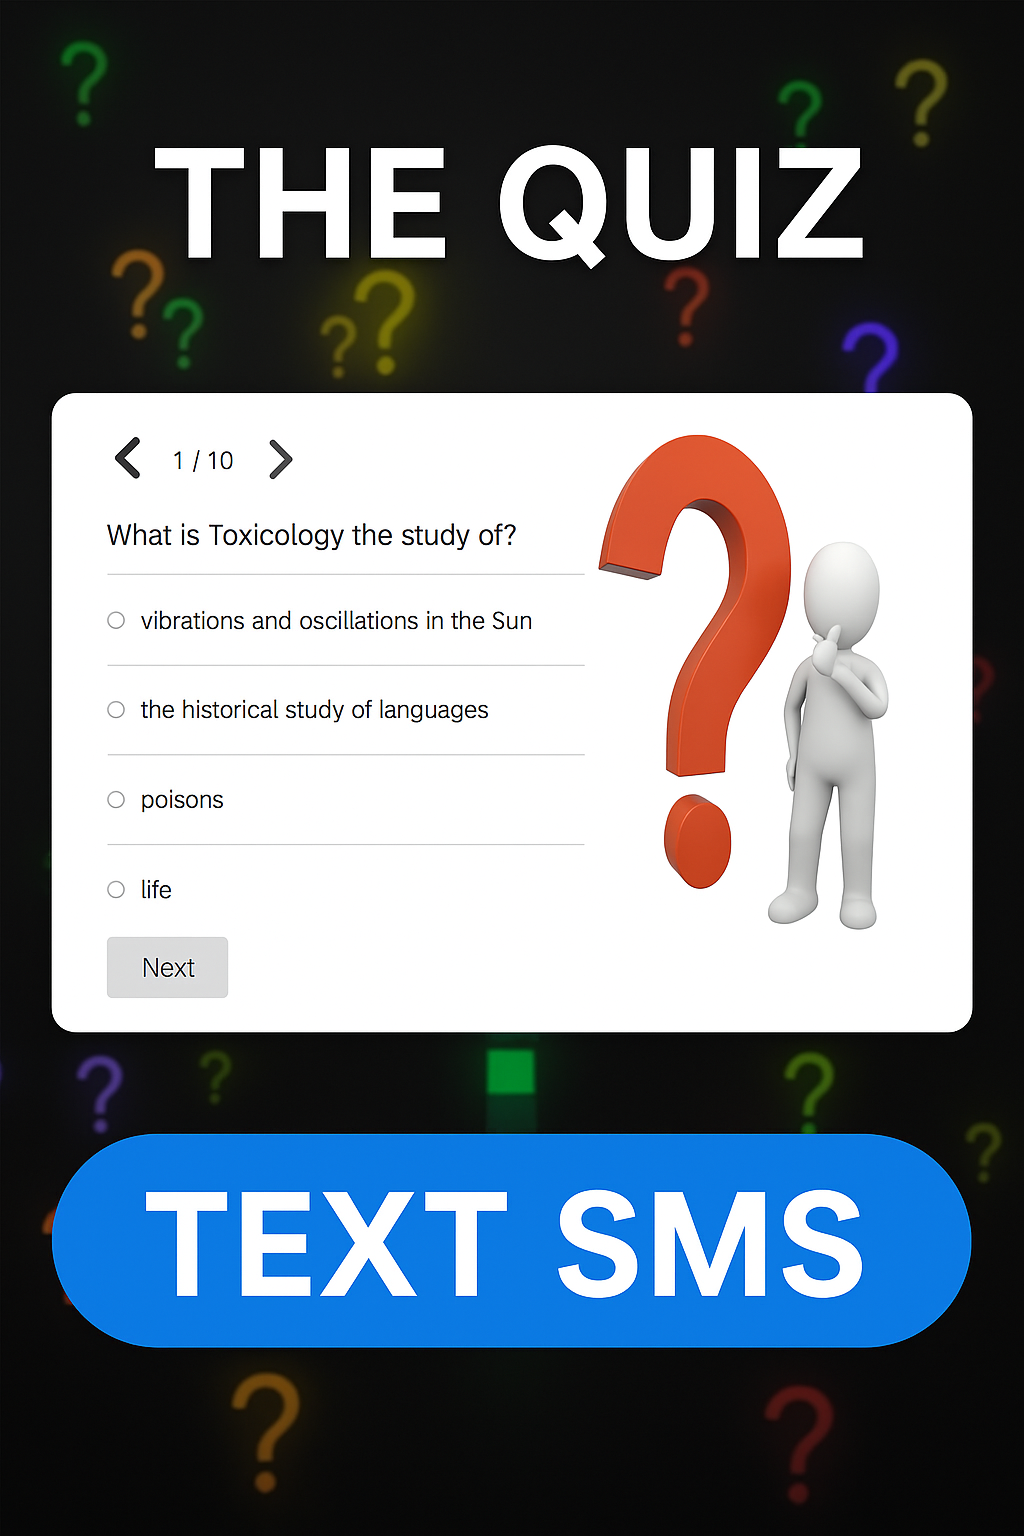 THE QUIZ
1 / 10
What is Toxicology the study of?
vibrations and oscillations in the Sun
the historical study of languages
poisons
life
Next
TEXT SMS